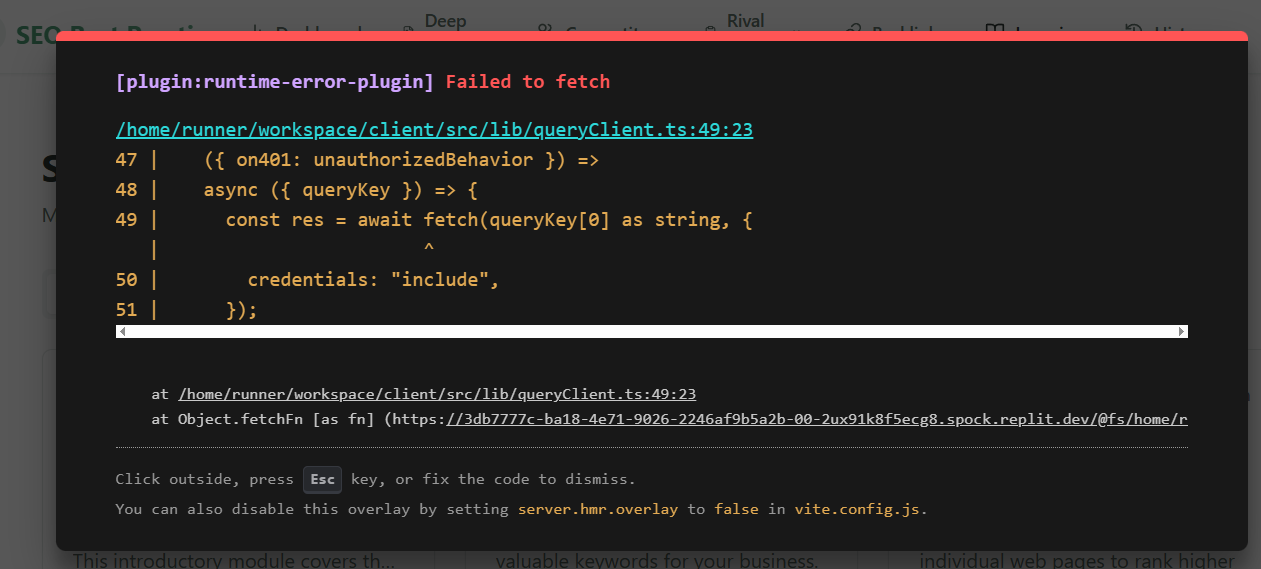 SEO
Deep
Rival
[plugin:runtime-error-plugin] Failed to fetch
/home/runner/workspace/client/src/lib/queryClient.ts:49:23
47 |    ({ on401: unauthorizedBehavior }) =>
48 |    async ({ queryKey }) => {
49 |      const res = await fetch(queryKey[0] as string, {
   |                        ^
50 |        credentials: "include",
51 |      });
at /home/runner/workspace/client/src/lib/queryClient.ts:49:23
at Object.fetchFn [as fn] (https://3db7777c-ba18-4e71-9026-2246af9b5a2b-00-2ux91k8f5ecg8.spock.replit.dev/@fs/home/r
Click outside, press Esc key, or fix the code to dismiss.
You can also disable this overlay by setting server.hmr.overlay to false in vite.config.js.
This introductory module covers th... valuable keywords for your business. individual web pages to rank higher